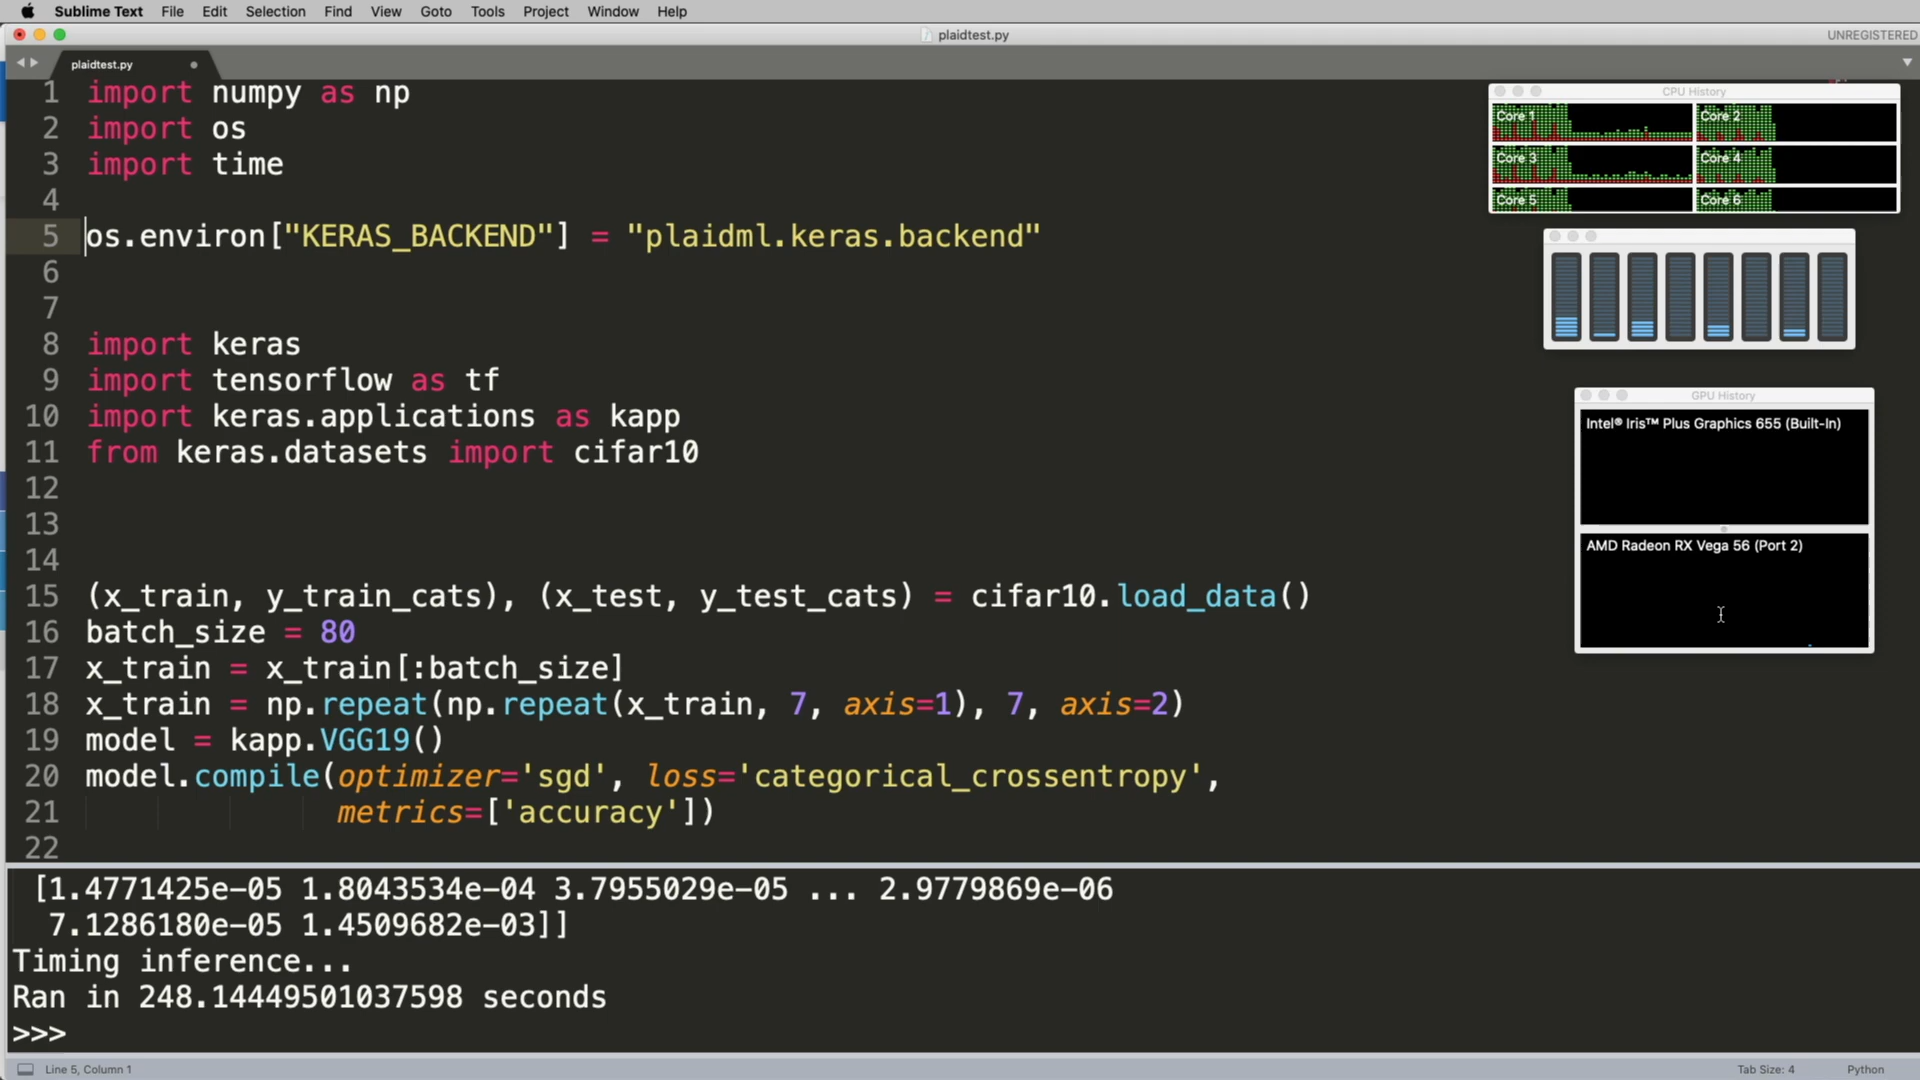 Sublime Text File Edit Selection Find View Goto Tools Project Window Help
plaidtest.py
UNREGISTERED
plaidtest.py
1 import numpy as np
2 import os
3 import time
4
5 os.environ["KERAS_BACKEND"] = "plaidml.keras.backend"
6
7
8 import keras
9 import tensorflow as tf
10 import keras.applications as kapp
11 from keras.datasets import cifar10
12
13
14
15 (x_train, y_train_cats), (x_test, y_test_cats) = cifar10.load_data()
16 batch_size = 80
17 x_train = x_train[:batch_size]
18 x_train = np.repeat(np.repeat(x_train, 7, axis=1), 7, axis=2)
19 model = kapp.VGG19()
20 model.compile(optimizer='sgd', loss='categorical_crossentropy',
21 metrics=['accuracy'])
22
CPU History
Core 1 Core 2
Core 3 Core 4
Core 5 Core 6
GPU History
Intel® Iris™ Plus Graphics 655 (Built-In)
AMD Radeon RX Vega 56 (Port 2)
[1.4771425e-05 1.8043534e-04 3.7955029e-05 ... 2.9779869e-06
7.1286180e-05 1.4509682e-03]]
Timing inference...
Ran in 248.14449501037598 seconds
>>>
Line 5, Column 1
Tab Size: 4
Python